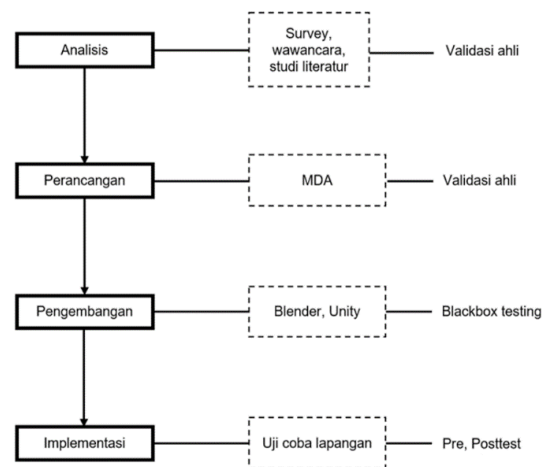 Analisis
Survey,
wawancara,
studi literatur
Validasi ahli
Perancangan
MDA
Validasi ahli
Pengembangan
Blender, Unity
Blackbox testing
Implementasi
Uji coba lapangan
Pre, Posttest